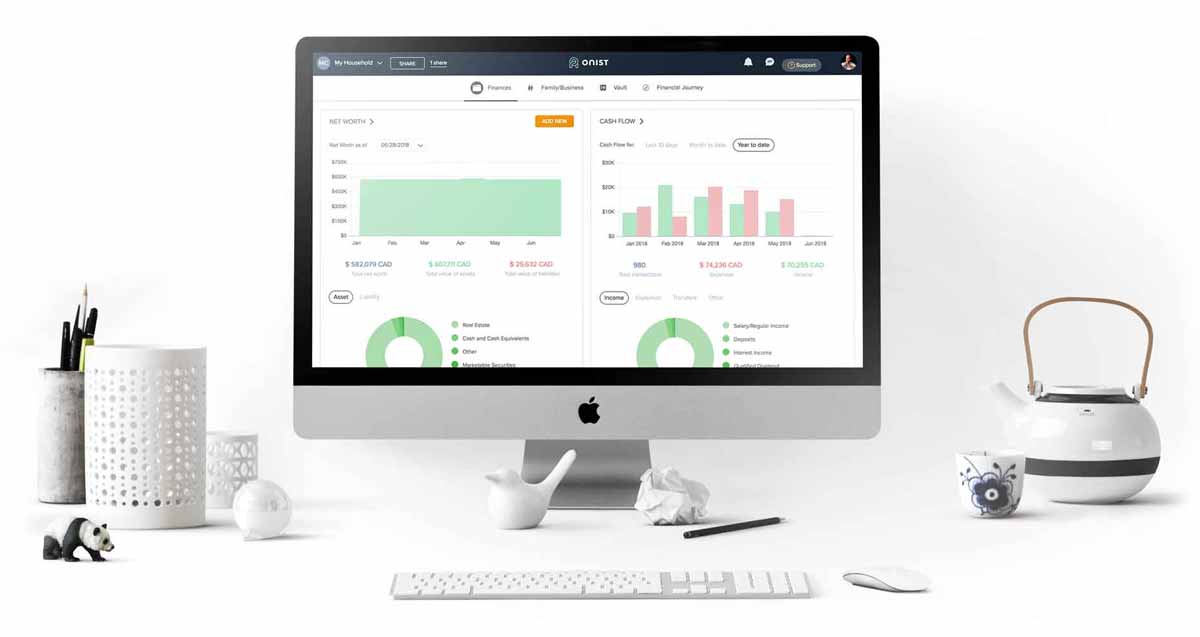 MC My Household SHARE 1 share ONIST Support
Finances Family/Business Vault Financial Journey
NET WORTH ADD NEW
Net Worth as of 06/28/2018
$750K
$600K
$450K
$300K
$150K
$0
Jan Feb Mar Apr May Jun
$ 582,079 CAD $ 607,711 CAD $ 25,632 CAD
Total net worth Total value of assets Total value of liabilities
Asset Liability
Real Estate
Cash and Cash Equivalents
Other
Marketable Securities
CASH FLOW
Cash Flow for: Last 30 days Month to date Year to date
$30K
$20K
$10K
$0
Jan 2018 Feb 2018 Mar 2018 Apr 2018 May 2018 Jun 2018
980 $ 74,236 CAD $ 70,255 CAD
Total transactions Expenses Income
Income Expenses Transfers Other
Salary/Regular Income
Deposits
Interest Income
Qualified Dividend